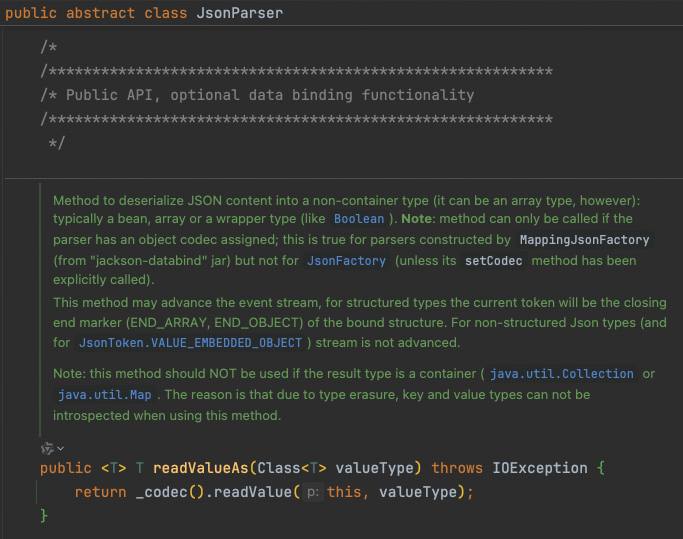 public abstract class JsonParser
/*
/**********************************************************
/* Public API, optional data binding functionality
/**********************************************************
 */
Method to deserialize JSON content into a non-container type (it can be an array type, however):
typically a bean, array or a wrapper type (like Boolean ). Note: method can only be called if the
parser has an object codec assigned; this is true for parsers constructed by MappingJsonFactory
(from "jackson-databind" jar) but not for JsonFactory (unless its setCodec method has been
explicitly called).
This method may advance the event stream, for structured types the current token will be the closing
end marker (END_ARRAY, END_OBJECT) of the bound structure. For non-structured Json types (and
for JsonToken.VALUE_EMBEDDED_OBJECT ) stream is not advanced.
Note: this method should NOT be used if the result type is a container ( java.util.Collection or
java.util.Map . The reason is that due to type erasure, key and value types can not be
introspected when using this method.
public <T> T readValueAs(Class<T> valueType) throws IOException {
    return _codec().readValue( p: this, valueType);
}